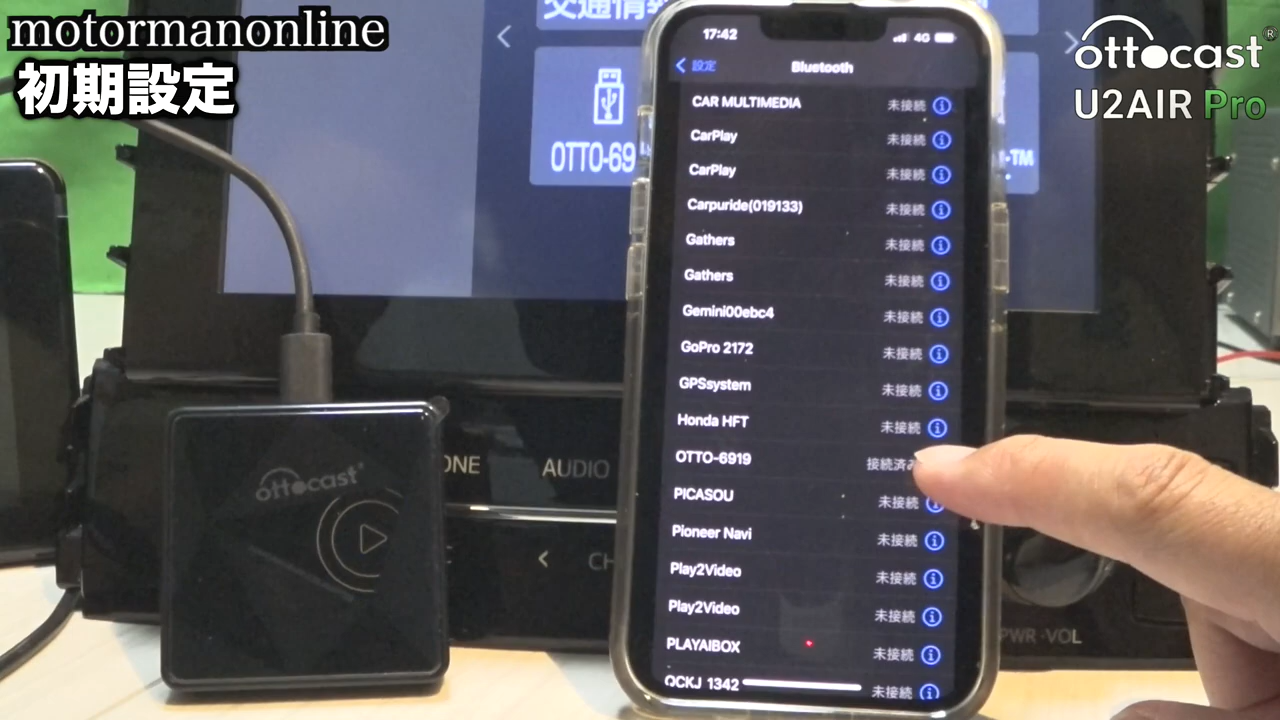 motormanonline
初期設定
ottocast®
U2AIR Pro
交通情
OTTO-69
-TM
17:42
4G
設定
Bluetooth
CAR MULTIMEDIA 未接続
CarPlay 未接続
CarPlay 未接続
Carpuride(019133) 未接続
Gathers 未接続
Gathers 未接続
Gemini00ebc4 未接続
GoPro 2172 未接続
GPSsystem 未接続
Honda HFT 未接続
OTTO-6919 接続済み
PICASOU 未接続
Pioneer Navi 未接続
Play2Video 未接続
Play2Video 未接続
PLAYAIBOX 未接続
QCKJ 1342 未接続
ottocast®
ONE
AUDIO
CH
PWR·VOL